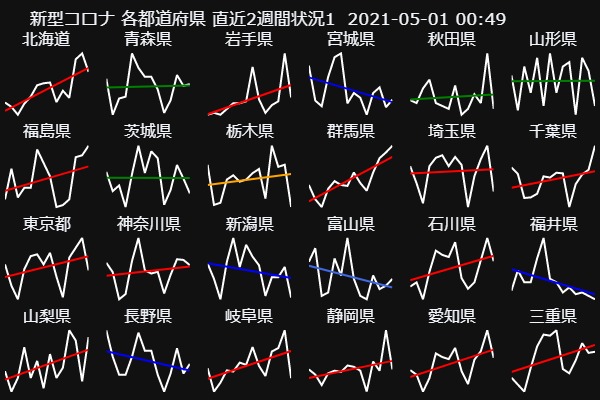 新型コロナ 各都道府県 直近2週間状況1 2021-05-01 00:49
北海道 青森県 岩手県 宮城県 秋田県 山形県
福島県 茨城県 栃木県 群馬県 埼玉県 千葉県
東京都 神奈川県 新潟県 富山県 石川県 福井県
山梨県 長野県 岐阜県 静岡県 愛知県 三重県